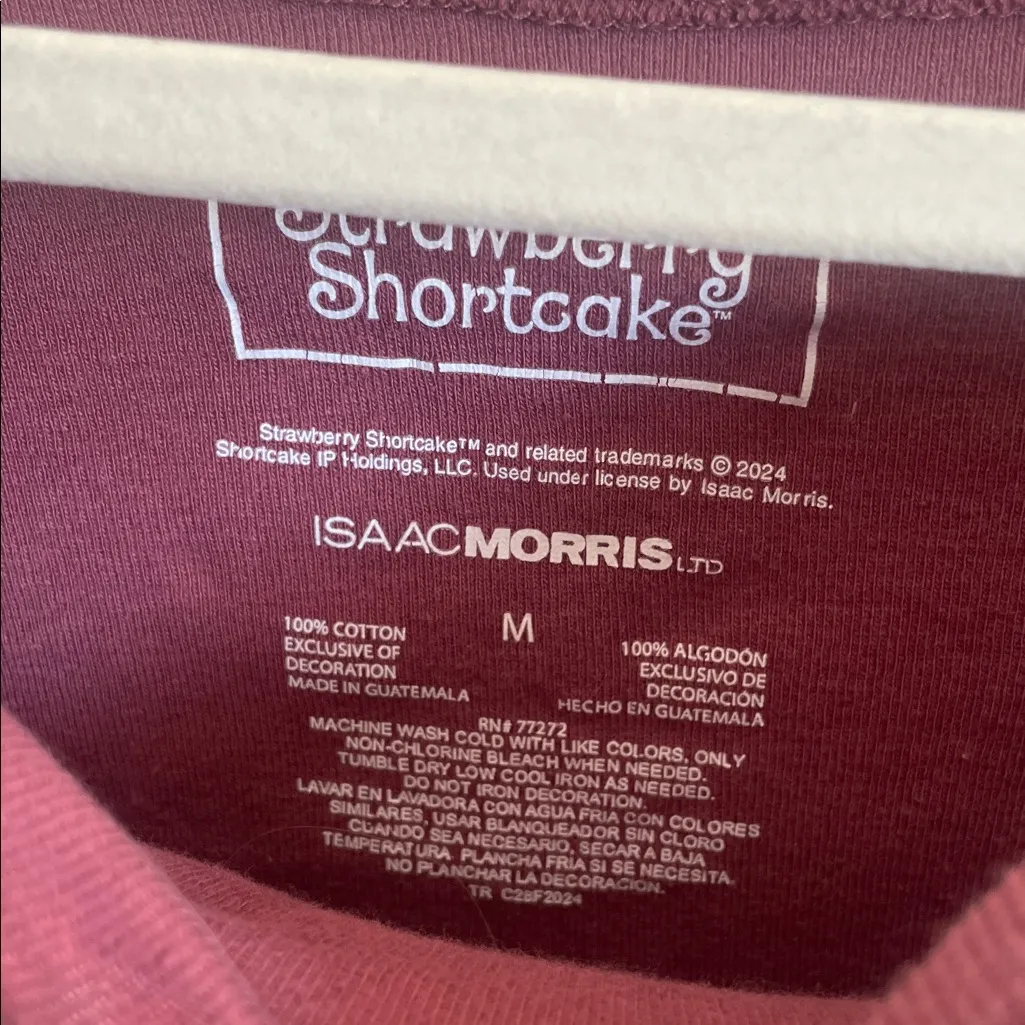 Strawberry
Shortcake™
Strawberry Shortcake™ and related trademarks © 2024
Shortcake IP Holdings, LLC. Used under license by Isaac Morris.
ISAACMORRIS LTD
M
100% COTTON
EXCLUSIVE OF
DECORATION
MADE IN GUATEMALA
100% ALGODÓN
EXCLUSIVO DE
DECORACIÓN
HECHO EN GUATEMALA
RN# 77272
MACHINE WASH COLD WITH LIKE COLORS, ONLY
NON-CHLORINE BLEACH WHEN NEEDED.
TUMBLE DRY LOW COOL IRON AS NEEDED.
DO NOT IRON DECORATION.
LAVAR EN LAVADORA CON AGUA FRIA CON COLORES
SIMILARES, USAR BLANQUEADOR SIN CLORO
CUANDO SEA NECESARIO, SECAR A BAJA
TEMPERATURA PLANCHA FRIA SI SE NECESITA.
NO PLANCHAR LA DECORACION.
TR C28F2024